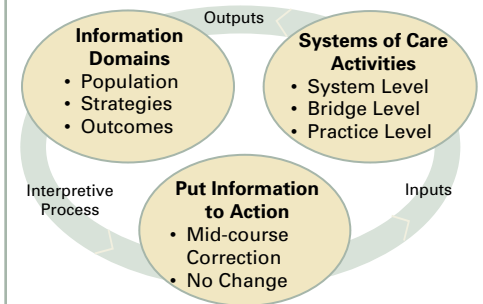 Outputs
Information
Domains
• Population
• Strategies
• Outcomes
Systems of Care
Activities
• System Level
• Bridge Level
• Practice Level
Interpretive
Process
Inputs
Put Information
to Action
• Mid-course
Correction
• No Change